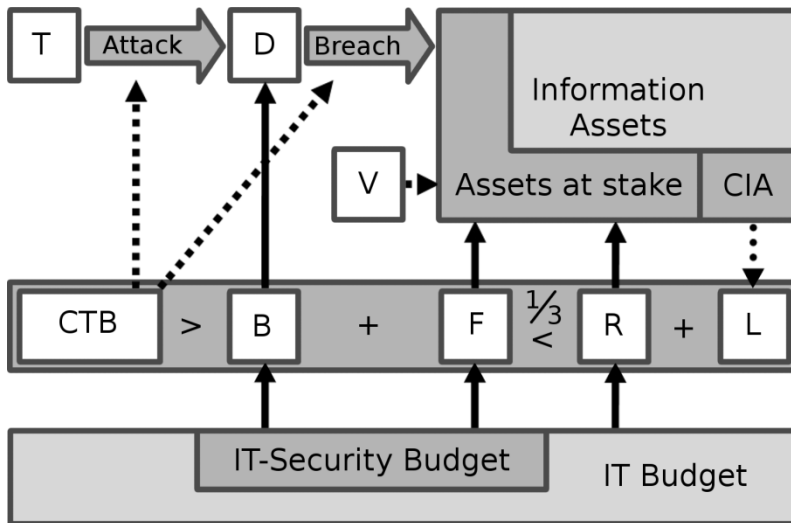 T
Attack
D
Breach
Information
Assets
V
Assets at stake
CIA
CTB > B + F ⅓ < R + L
IT-Security Budget
IT Budget